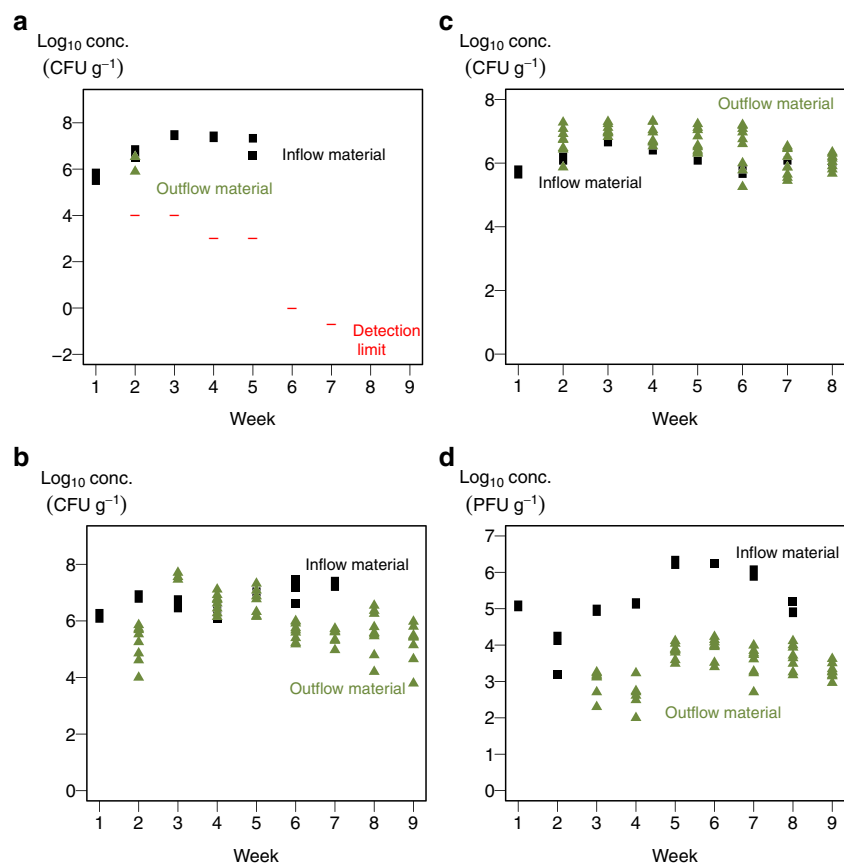 a
Log10 conc.
(CFU g−1)
8
6
4
2
0
−2
Inflow material
Outflow material
Detection
limit
1 2 3 4 5 6 7 8 9
Week
c
Log10 conc.
(CFU g−1)
8
6
4
2
0
Outflow material
Inflow material
1 2 3 4 5 6 7 8
Week
b
Log10 conc.
(CFU g−1)
8
6
4
2
0
Inflow material
Outflow material
1 2 3 4 5 6 7 8 9
Week
d
Log10 conc.
(PFU g−1)
7
6
5
4
3
2
1
0
Inflow material
Outflow material
1 2 3 4 5 6 7 8 9
Week